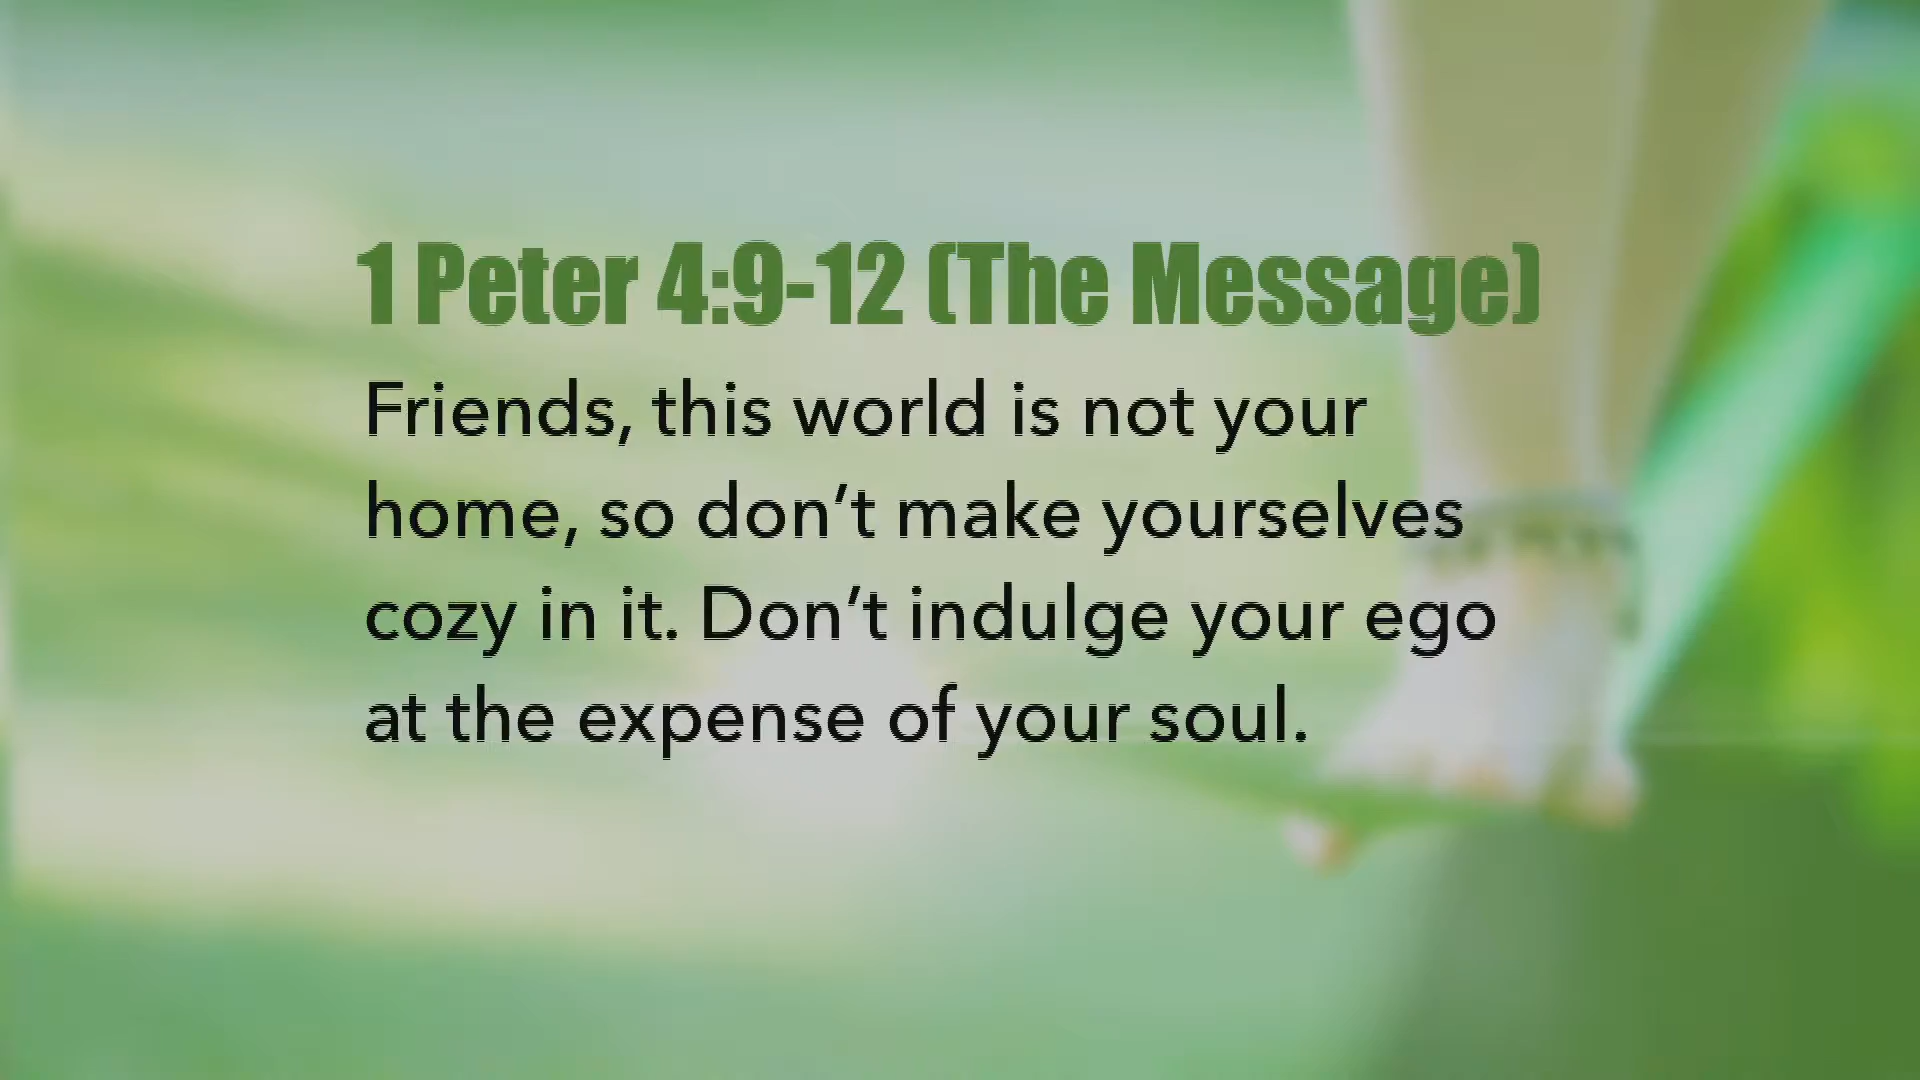 1 Peter 4:9-12 (The Message)
Friends, this world is not your
home, so don’t make yourselves
cozy in it. Don’t indulge your ego
at the expense of your soul.